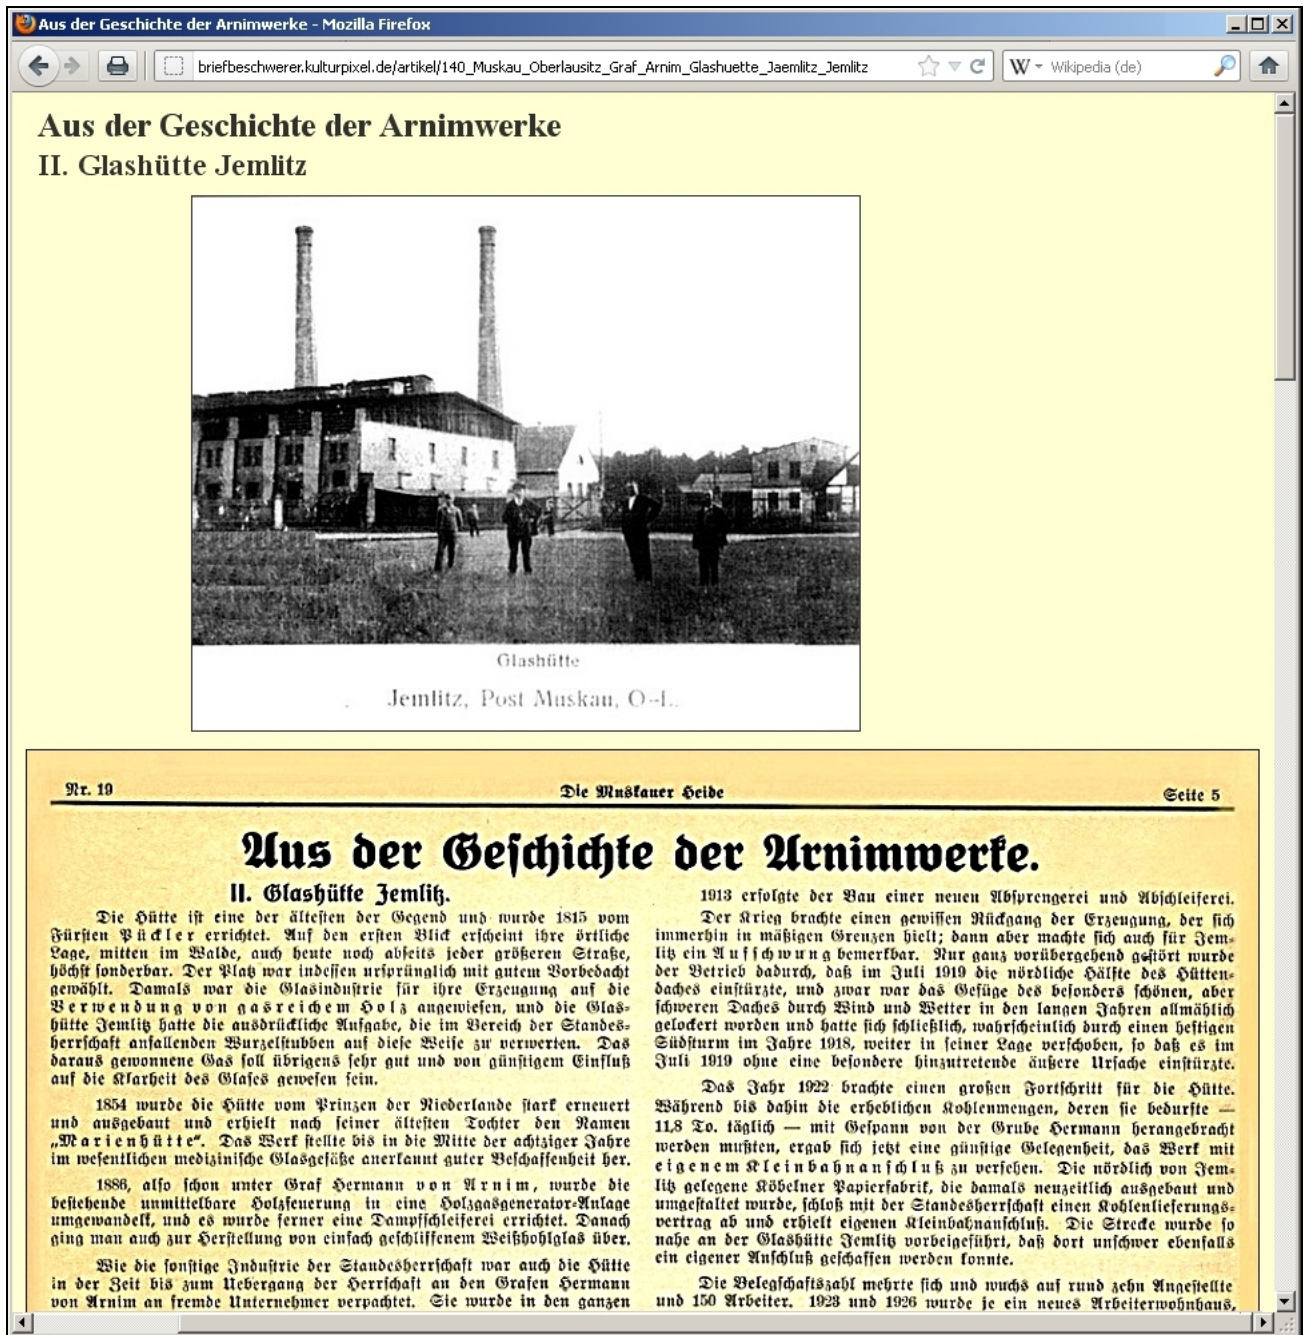 Aus der Geschichte der Arnimwerke - Mozilla Firefox
briefbeschwerer.kulturpixel.de/artikel/140_Muskau_Oberlausitz_Graf_Arnim_Glashuette_Jaemlitz_Jemlitz
W Wikipedia (de)
Aus der Geschichte der Arnimwerke
II. Glashütte Jemlitz
Glashütte
Jemlitz, Post Muskau, O.-L.
Nr. 19 Die Muskauer Heide Seite 5
Aus der Geſchichte der Arnimwerke.
II. Glashütte Jemlitz.
Die Hütte iſt eine der älteſten der Gegend und wurde 1815 vom
Fürſten Pückler errichtet. Auf den erſten Blick erſcheint ihre örtliche
Lage, mitten im Walde, auch heute noch abſeits jeder größeren Straße,
höchſt ſonderbar. Der Platz war indeſſen urſprünglich mit gutem Vorbedacht
gewählt. Damals war die Glasinduſtrie für ihre Erzeugung auf die
Verwendung von gasreichem Holz angewieſen, und die Glas-
hütte Jemlitz hatte die ausdrückliche Aufgabe, die im Bereich der Standes-
herrſchaft anfallenden Wurzelſtubben auf dieſe Weiſe zu verwerten. Das
daraus gewonnene Gas ſoll übrigens ſehr gut und von günſtigem Einfluß
auf die Klarheit des Glaſes geweſen ſein.
1854 wurde die Hütte vom Prinzen der Niederlande ſtark erneuert
und ausgebaut und erhielt nach ſeiner älteſten Tochter den Namen
„Marienhütte“. Das Werk ſtellte bis in die Mitte der achtziger Jahre
im weſentlichen mediziniſche Glasgefäße anerkannt guter Beſchaffenheit her.
1886, alſo ſchon unter Graf Hermann von Arnim, wurde die
beſtehende unmittelbare Holzfeuerung in eine Holzgasgenerator-Anlage
umgewandelt, und es wurde ferner eine Dampfſchleiferei errichtet. Danach
ging man auch zur Herſtellung von einfach geſchliffenem Weißhohlglas über.
Wie die ſonſtige Induſtrie der Standesherrſchaft war auch die Hütte
in der Zeit bis zum Uebergang der Herrſchaft an den Grafen Hermann
von Arnim an fremde Unternehmer verpachtet. Sie wurde in den ganzen
1913 erfolgte der Bau einer neuen Abſprengerei und Abſchleiferei.
Der Krieg brachte einen gewiſſen Rückgang der Erzeugung, der ſich
immerhin in mäßigen Grenzen hielt; dann aber machte ſich auch für Jem-
litz ein Aufſchwung bemerkbar. Nur ganz vorübergehend geſtört wurde
der Betrieb dadurch, daß im Juli 1919 die nördliche Hälfte des Hütten-
daches einſtürzte, und zwar war das Gefüge des beſonders ſchönen, aber
ſchweren Daches durch Wind und Wetter in den langen Jahren allmählich
gelockert worden und hatte ſich ſchließlich, wahrſcheinlich durch einen heftigen
Südſturm im Jahre 1918, weiter in ſeiner Lage verſchoben, ſo daß es im
Juli 1919 ohne eine beſondere hinzutretende äußere Urſache einſtürzte.
Das Jahr 1922 brachte einen großen Fortſchritt für die Hütte.
Während bis dahin die erheblichen Kohlenmengen, deren ſie bedurfte —
11,8 To. täglich — mit Geſpann von der Grube Hermann herangebracht
werden mußten, ergab ſich jetzt eine günſtige Gelegenheit, das Werk mit
eigenem Kleinbahnanſchluß zu verſehen. Die nördlich von Jem-
litz gelegene Köbelner Papierfabrik, die damals neuzeitlich ausgebaut und
umgeſtaltet wurde, ſchloß mit der Standesherrſchaft einen Kohlenlieferungs-
vertrag ab und erhielt eigenen Kleinbahnanſchluß. Die Strecke wurde ſo
nahe an der Glashütte Jemlitz vorbeigeführt, daß dort unſchwer ebenfalls
ein eigener Anſchluß geſchaffen werden konnte.
Die Belegſchaftszahl mehrte ſich und wuchs auf rund zehn Angeſtellte
und 150 Arbeiter. 1923 und 1926 wurde je ein neues Arbeiterwohnhaus,